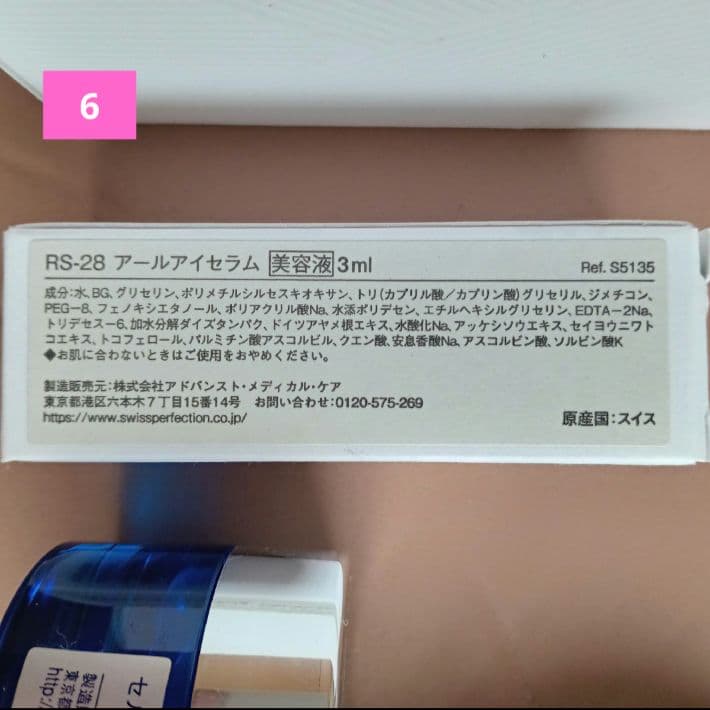 6
RS-28 アールアイセラム 美容液 3ml
Ref. S5135
成分:水、BG、グリセリン、ポリメチルシルセスキオキサン、トリ(カプリル酸/カプリン酸)グリセリル、ジメチコン、
PEG-8、フェノキシエタノール、ポリアクリル酸Na、水添ポリデセン、エチルヘキシルグリセリン、EDTA-2Na、
トリデセス-6、加水分解ダイズタンパク、ドイツアヤメ根エキス、水酸化Na、アッケシソウエキス、セイヨウニワト
コエキス、トコフェロール、パルミチン酸アスコルビル、クエン酸、安息香酸Na、アスコルビン酸、ソルビン酸K
◆お肌に合わないときはご使用をおやめください。
製造販売元:株式会社アドバンスト・メディカル・ケア
東京都港区六本木7丁目15番14号 お問い合わせ:0120-575-269
https://www.swissperfection.co.jp/
原産国:スイス
セ
製造
東京都
http:/